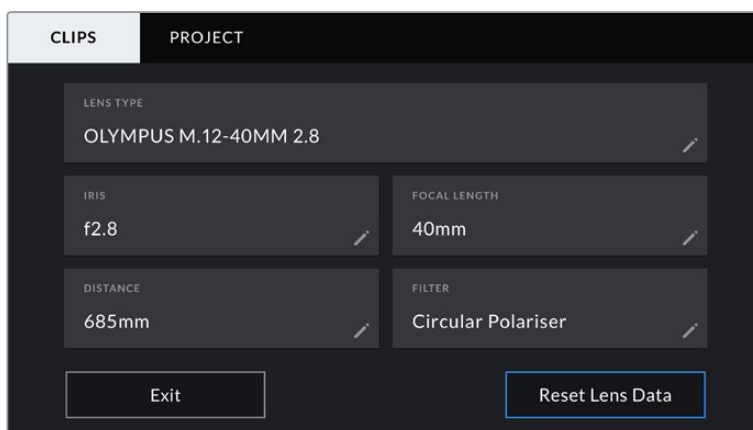 CLIPS PROJECT
LENS TYPE
OLYMPUS M.12-40MM 2.8
IRIS FOCAL LENGTH
f2.8 40mm
DISTANCE FILTER
685mm Circular Polariser
Exit Reset Lens Data